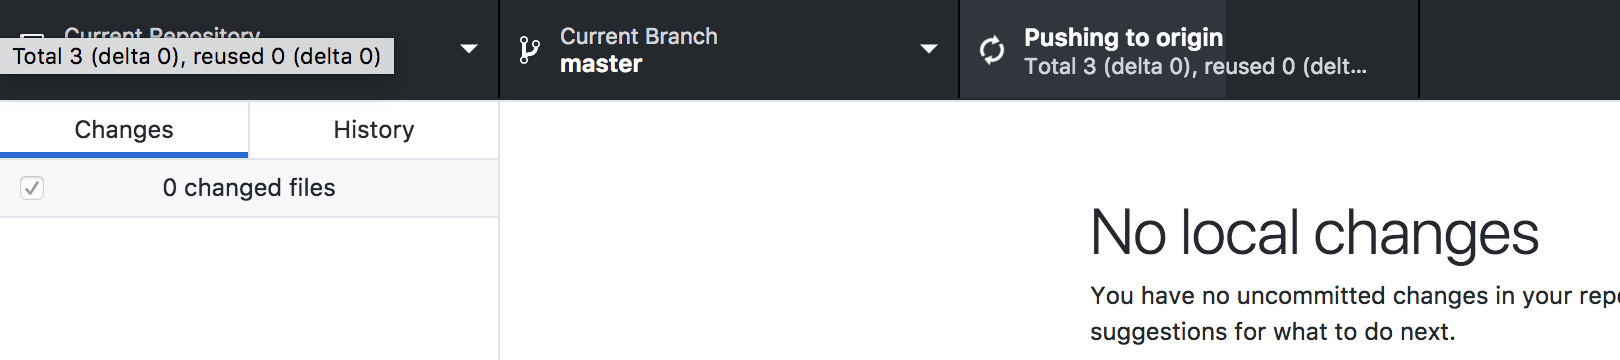 Current Repository
Total 3 (delta 0), reused 0 (delta 0)
Current Branch
master
Pushing to origin
Total 3 (delta 0), reused 0 (delt...
Changes
History
0 changed files
No local changes
You have no uncommitted changes in your
suggestions for what to do next.